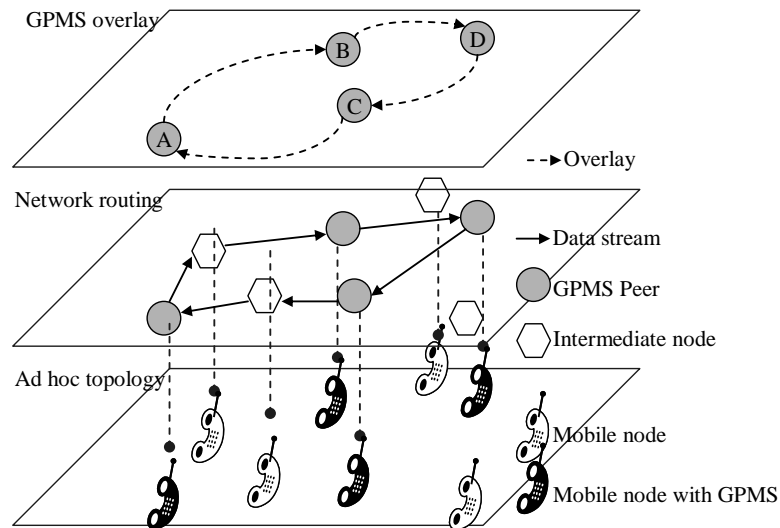 GPMS overlay
B
D
C
A
Overlay
Network routing
Data stream
GPMS Peer
Intermediate node
Ad hoc topology
Mobile node
Mobile node with GPMS